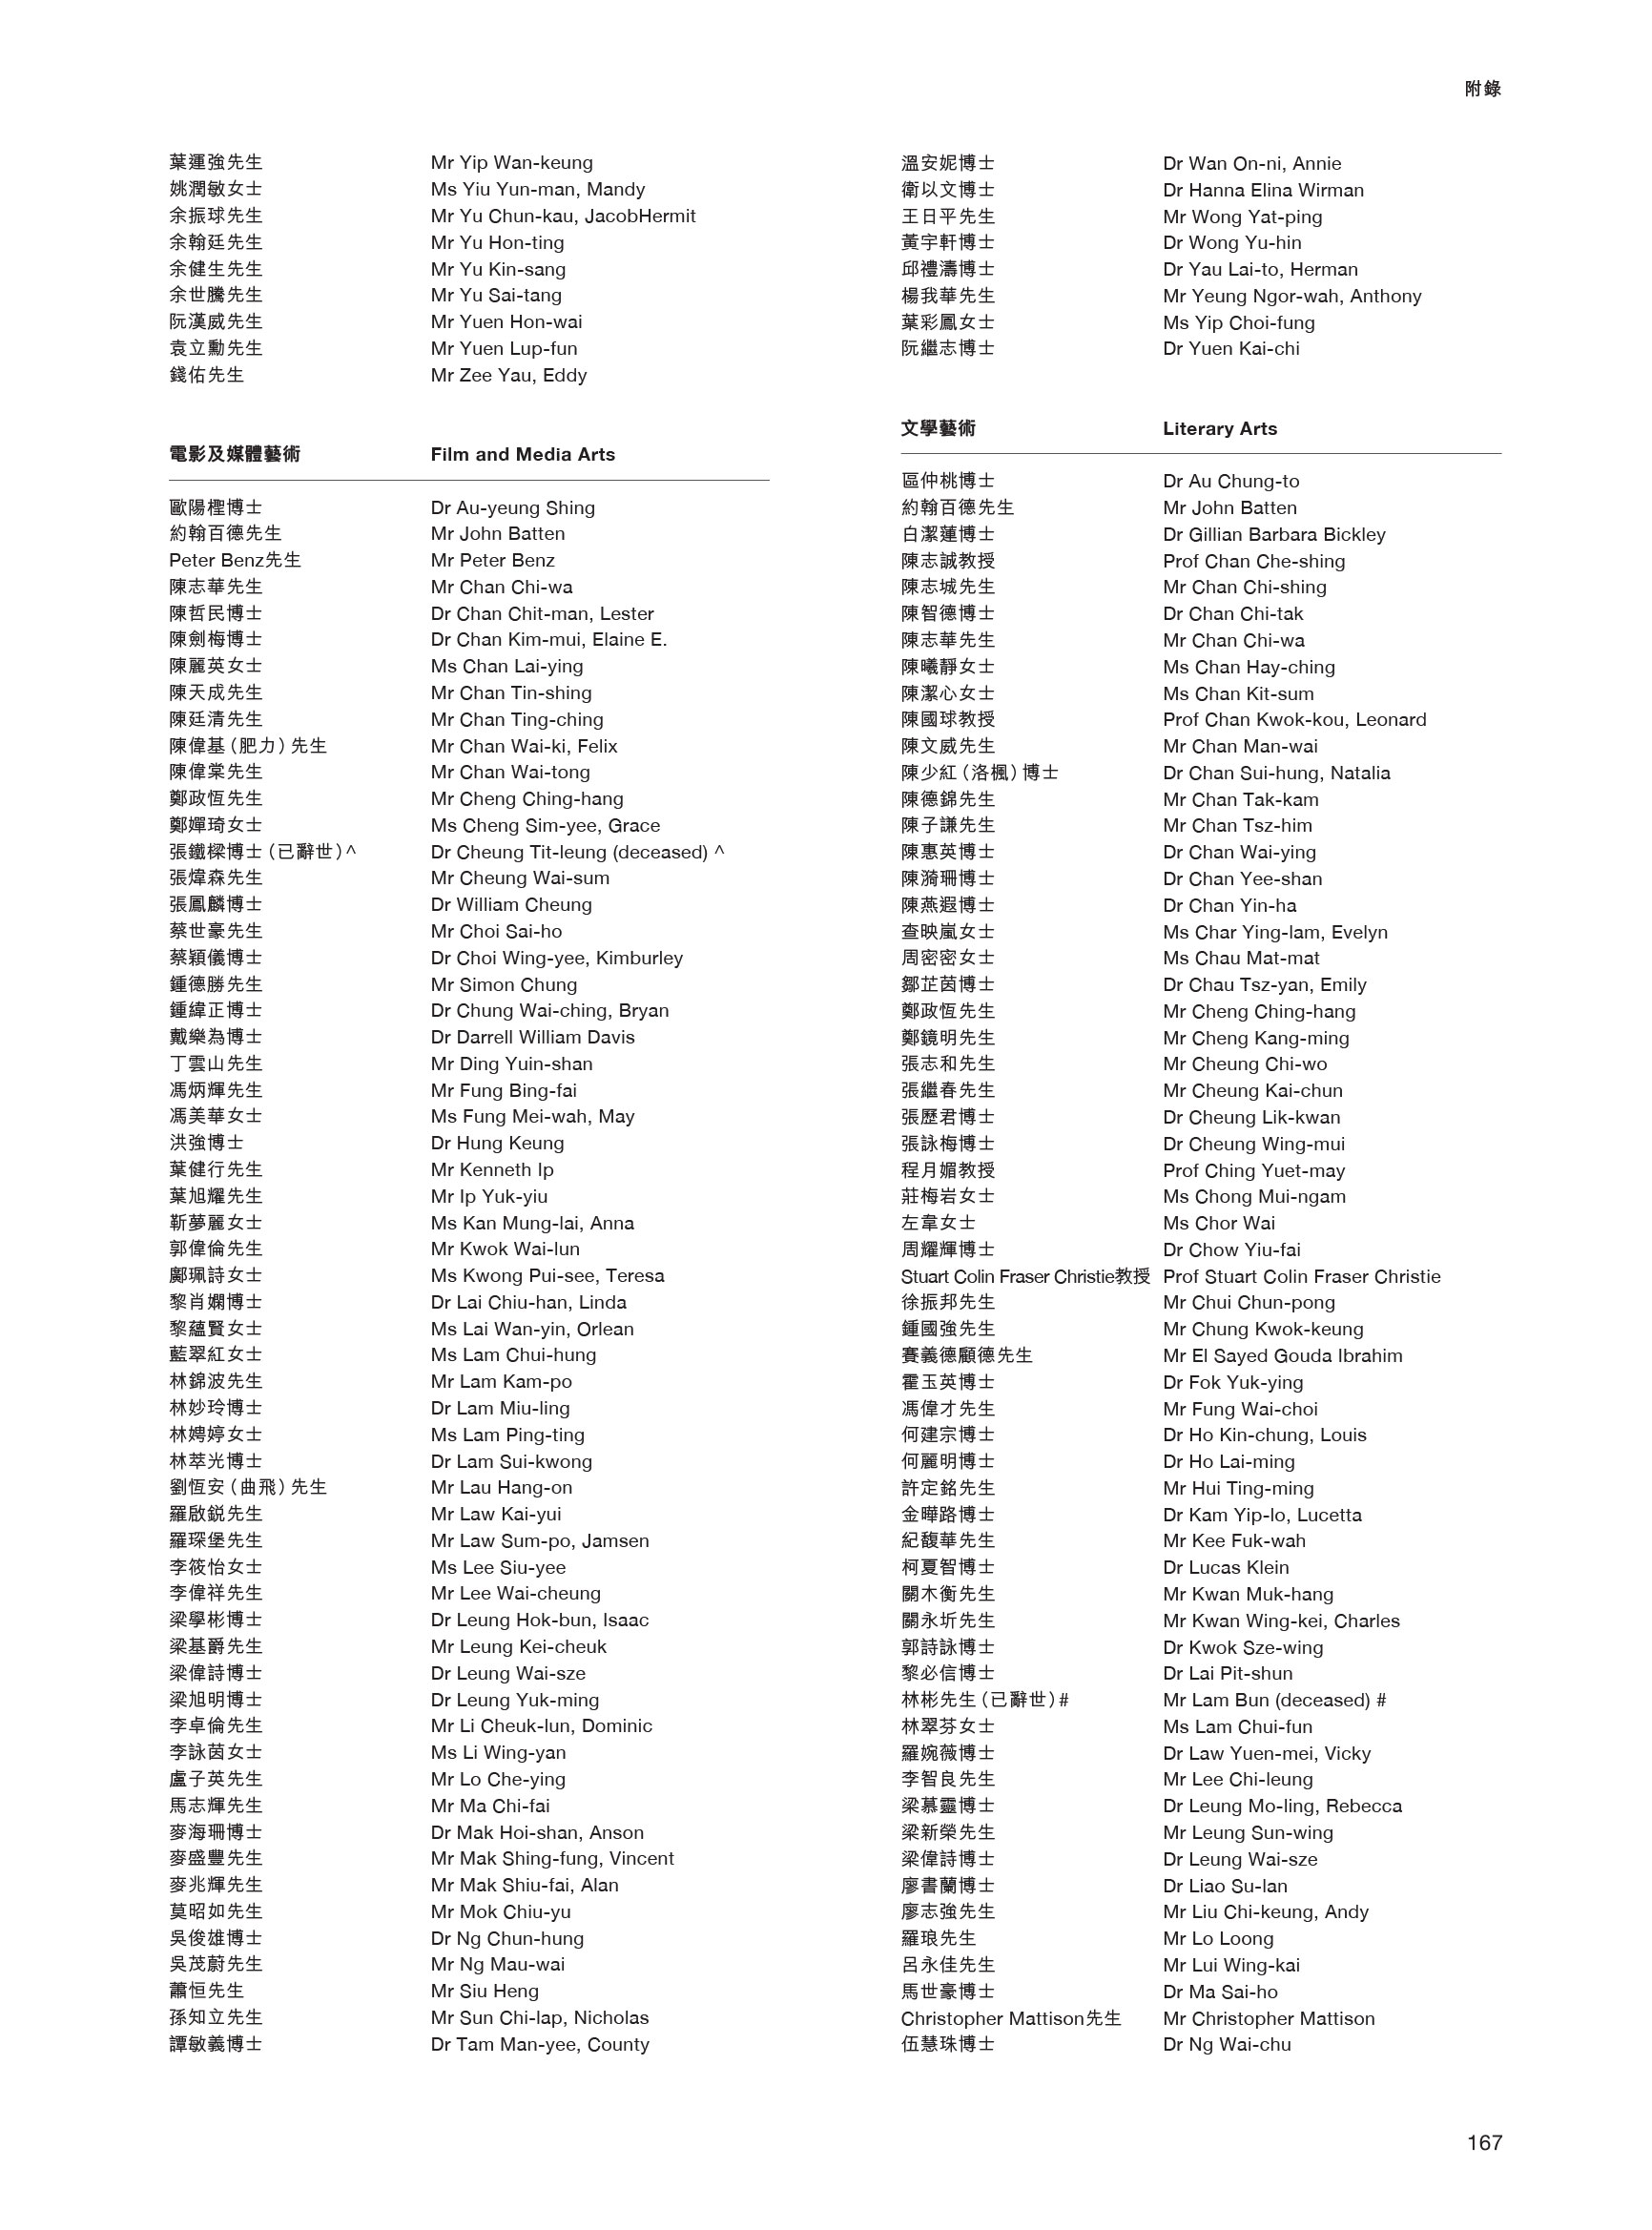 附錄
葉運強先生 Mr Yip Wan-keung
姚潤敏女士 Ms Yiu Yun-man, Mandy
余振球先生 Mr Yu Chun-kau, JacobHermit
余翰廷先生 Mr Yu Hon-ting
余健生先生 Mr Yu Kin-sang
余世騰先生 Mr Yu Sai-tang
阮漢威先生 Mr Yuen Hon-wai
袁立勳先生 Mr Yuen Lup-fun
錢佑先生 Mr Zee Yau, Eddy
電影及媒體藝術 Film and Media Arts
歐陽檉博士 Dr Au-yeung Shing
約翰百德先生 Mr John Batten
Peter Benz先生 Mr Peter Benz
陳志華先生 Mr Chan Chi-wa
陳哲民博士 Dr Chan Chit-man, Lester
陳劍梅博士 Dr Chan Kim-mui, Elaine E.
陳麗英女士 Ms Chan Lai-ying
陳天成先生 Mr Chan Tin-shing
陳廷清先生 Mr Chan Ting-ching
陳偉基（肥力）先生 Mr Chan Wai-ki, Felix
陳偉棠先生 Mr Chan Wai-tong
鄭政恆先生 Mr Cheng Ching-hang
鄭嬋琦女士 Ms Cheng Sim-yee, Grace
張鐵樑博士（已辭世）^ Dr Cheung Tit-leung (deceased) ^
張煒森先生 Mr Cheung Wai-sum
張鳳麟博士 Dr William Cheung
蔡世豪先生 Mr Choi Sai-ho
蔡穎儀博士 Dr Choi Wing-yee, Kimburley
鍾德勝先生 Mr Simon Chung
鍾緯正博士 Dr Chung Wai-ching, Bryan
戴樂為博士 Dr Darrell William Davis
丁雲山先生 Mr Ding Yuin-shan
馮炳輝先生 Mr Fung Bing-fai
馮美華女士 Ms Fung Mei-wah, May
洪強博士 Dr Hung Keung
葉健行先生 Mr Kenneth Ip
葉旭耀先生 Mr Ip Yuk-yiu
靳夢麗女士 Ms Kan Mung-lai, Anna
郭偉倫先生 Mr Kwok Wai-lun
鄺珮詩女士 Ms Kwong Pui-see, Teresa
黎肖嫻博士 Dr Lai Chiu-han, Linda
黎蘊賢女士 Ms Lai Wan-yin, Orlean
藍翠紅女士 Ms Lam Chui-hung
林錦波先生 Mr Lam Kam-po
林妙玲博士 Dr Lam Miu-ling
林娉婷女士 Ms Lam Ping-ting
林萃光博士 Dr Lam Sui-kwong
劉恆安（曲飛）先生 Mr Lau Hang-on
羅啟銳先生 Mr Law Kai-yui
羅琛堡先生 Mr Law Sum-po, Jamsen
李筱怡女士 Ms Lee Siu-yee
李偉祥先生 Mr Lee Wai-cheung
梁學彬博士 Dr Leung Hok-bun, Isaac
梁基爵先生 Mr Leung Kei-cheuk
梁偉詩博士 Dr Leung Wai-sze
梁旭明博士 Dr Leung Yuk-ming
李卓倫先生 Mr Li Cheuk-lun, Dominic
李詠茵女士 Ms Li Wing-yan
盧子英先生 Mr Lo Che-ying
馬志輝先生 Mr Ma Chi-fai
麥海珊博士 Dr Mak Hoi-shan, Anson
麥盛豐先生 Mr Mak Shing-fung, Vincent
麥兆輝先生 Mr Mak Shiu-fai, Alan
莫昭如先生 Mr Mok Chiu-yu
吳俊雄博士 Dr Ng Chun-hung
吳茂蔚先生 Mr Ng Mau-wai
蕭恒先生 Mr Siu Heng
孫知立先生 Mr Sun Chi-lap, Nicholas
譚敏義博士 Dr Tam Man-yee, County
溫安妮博士 Dr Wan On-ni, Annie
衛以文博士 Dr Hanna Elina Wirman
王日平先生 Mr Wong Yat-ping
黃宇軒博士 Dr Wong Yu-hin
邱禮濤博士 Dr Yau Lai-to, Herman
楊我華先生 Mr Yeung Ngor-wah, Anthony
葉彩鳳女士 Ms Yip Choi-fung
阮繼志博士 Dr Yuen Kai-chi
文學藝術 Literary Arts
區仲桃博士 Dr Au Chung-to
約翰百德先生 Mr John Batten
白潔蓮博士 Dr Gillian Barbara Bickley
陳志誠教授 Prof Chan Che-shing
陳志城先生 Mr Chan Chi-shing
陳智德博士 Dr Chan Chi-tak
陳志華先生 Mr Chan Chi-wa
陳曦靜女士 Ms Chan Hay-ching
陳潔心女士 Ms Chan Kit-sum
陳國球教授 Prof Chan Kwok-kou, Leonard
陳文威先生 Mr Chan Man-wai
陳少紅（洛楓）博士 Dr Chan Sui-hung, Natalia
陳德錦先生 Mr Chan Tak-kam
陳子謙先生 Mr Chan Tsz-him
陳惠英博士 Dr Chan Wai-ying
陳漪珊博士 Dr Chan Yee-shan
陳燕遐博士 Dr Chan Yin-ha
查映嵐女士 Ms Char Ying-lam, Evelyn
周密密女士 Ms Chau Mat-mat
鄒芷茵博士 Dr Chau Tsz-yan, Emily
鄭政恆先生 Mr Cheng Ching-hang
鄭鏡明先生 Mr Cheng Kang-ming
張志和先生 Mr Cheung Chi-wo
張繼春先生 Mr Cheung Kai-chun
張歷君博士 Dr Cheung Lik-kwan
張詠梅博士 Dr Cheung Wing-mui
程月媚教授 Prof Ching Yuet-may
莊梅岩女士 Ms Chong Mui-ngam
左韋女士 Ms Chor Wai
周耀輝博士 Dr Chow Yiu-fai
Stuart Colin Fraser Christie教授 Prof Stuart Colin Fraser Christie
徐振邦先生 Mr Chui Chun-pong
鍾國強先生 Mr Chung Kwok-keung
賽義德顧德先生 Mr El Sayed Gouda Ibrahim
霍玉英博士 Dr Fok Yuk-ying
馮偉才先生 Mr Fung Wai-choi
何建宗博士 Dr Ho Kin-chung, Louis
何麗明博士 Dr Ho Lai-ming
許定銘先生 Mr Hui Ting-ming
金曄路博士 Dr Kam Yip-lo, Lucetta
紀馥華先生 Mr Kee Fuk-wah
柯夏智博士 Dr Lucas Klein
關木衡先生 Mr Kwan Muk-hang
關永圻先生 Mr Kwan Wing-kei, Charles
郭詩詠博士 Dr Kwok Sze-wing
黎必信博士 Dr Lai Pit-shun
林彬先生（已辭世）# Mr Lam Bun (deceased) #
林翠芬女士 Ms Lam Chui-fun
羅婉薇博士 Dr Law Yuen-mei, Vicky
李智良先生 Mr Lee Chi-leung
梁慕靈博士 Dr Leung Mo-ling, Rebecca
梁新榮先生 Mr Leung Sun-wing
梁偉詩博士 Dr Leung Wai-sze
廖書蘭博士 Dr Liao Su-lan
廖志強先生 Mr Liu Chi-keung, Andy
羅琅先生 Mr Lo Loong
呂永佳先生 Mr Lui Wing-kai
馬世豪博士 Dr Ma Sai-ho
Christopher Mattison先生 Mr Christopher Mattison
伍慧珠博士 Dr Ng Wai-chu
167